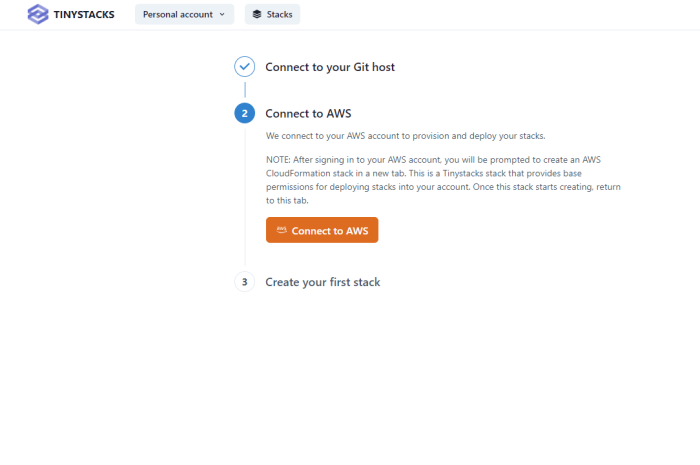 TINYSTACKS
Personal account
Stacks
Connect to your Git host
2
Connect to AWS
We connect to your AWS account to provision and deploy your stacks.
NOTE: After signing in to your AWS account, you will be prompted to create an AWS
CloudFormation stack in a new tab. This is a Tinystacks stack that provides base
permissions for deploying stacks into your account. Once this stack starts creating, return
to this tab.
aws Connect to AWS
3
Create your first stack